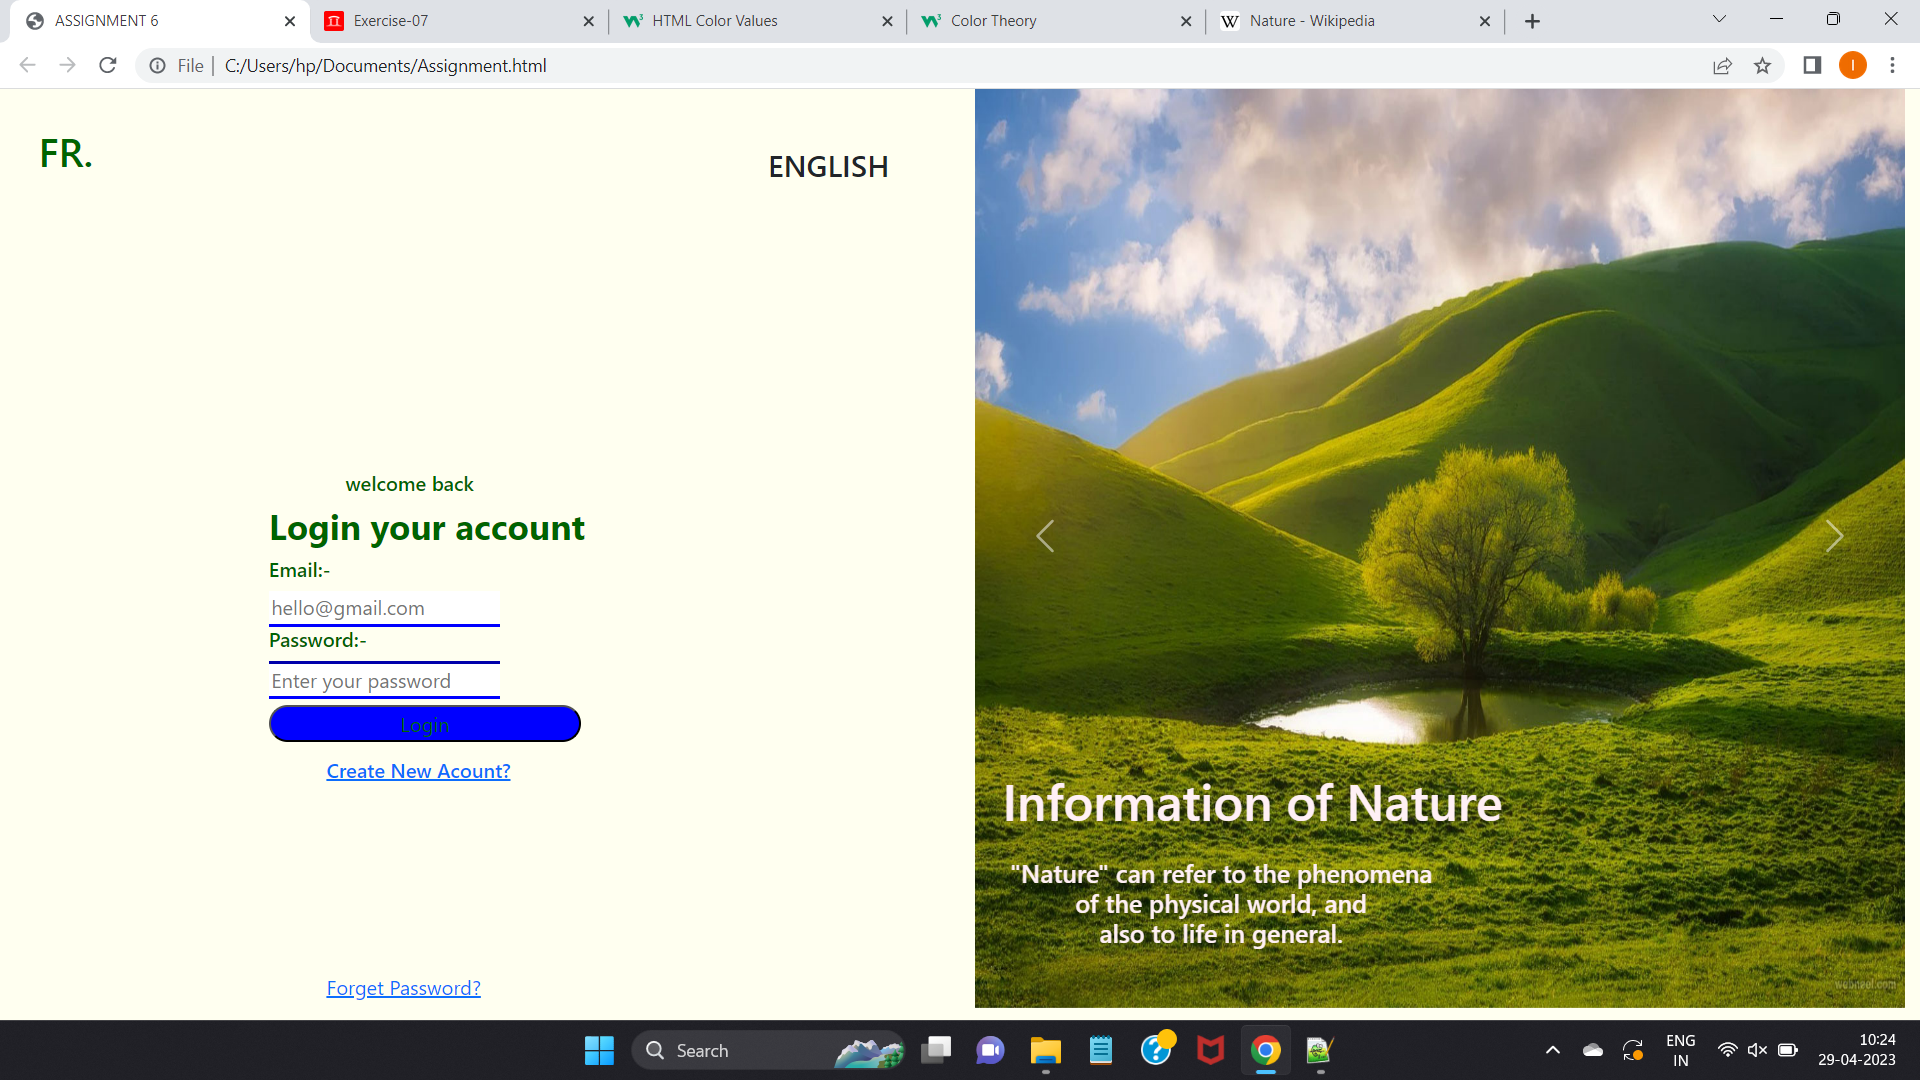 ASSIGNMENT 6
Exercise-07
HTML Color Values
Color Theory
Nature - Wikipedia
File
C:/Users/hp/Documents/Assignment.html
I
FR.
ENGLISH
welcome back
Login your account
Email:-
hello@gmail.com
Password:-
Enter your password
Login
Create New Acount?
Forget Password?
Information of Nature
"Nature" can refer to the phenomena
of the physical world, and
also to life in general.
Search
ENG
IN
10:24
29-04-2023